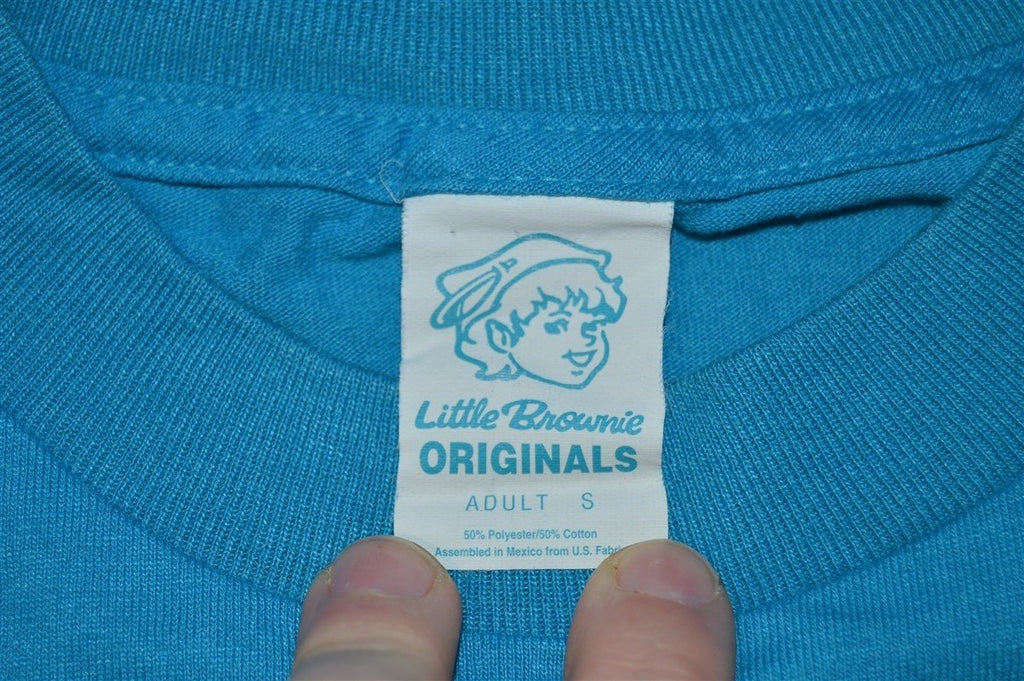 Little Brownie
ORIGINALS
ADULT S
50% Polyester/50% Cotton
Assembled in Mexico from U.S.